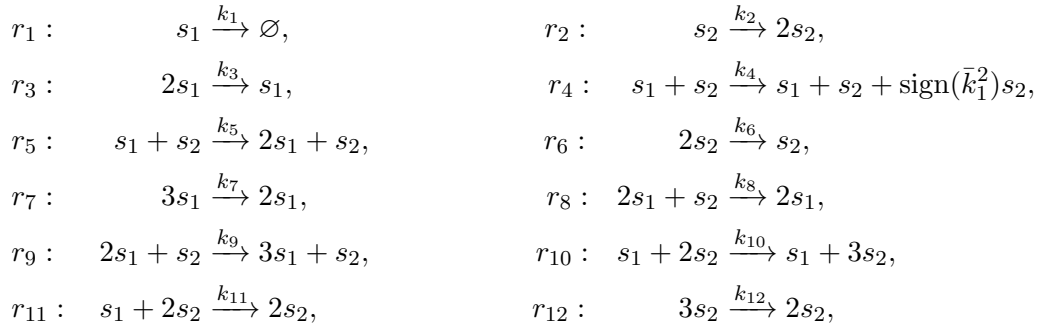 r₁ : s₁ —k₁→ ∅, r₂ : s₂ —k₂→ 2s₂,
r₃ : 2s₁ —k₃→ s₁, r₄ : s₁ + s₂ —k₄→ s₁ + s₂ + sign(k̄₁²)s₂,
r₅ : s₁ + s₂ —k₅→ 2s₁ + s₂, r₆ : 2s₂ —k₆→ s₂,
r₇ : 3s₁ —k₇→ 2s₁, r₈ : 2s₁ + s₂ —k₈→ 2s₁,
r₉ : 2s₁ + s₂ —k₉→ 3s₁ + s₂, r₁₀ : s₁ + 2s₂ —k₁₀→ s₁ + 3s₂,
r₁₁ : s₁ + 2s₂ —k₁₁→ 2s₂, r₁₂ : 3s₂ —k₁₂→ 2s₂,